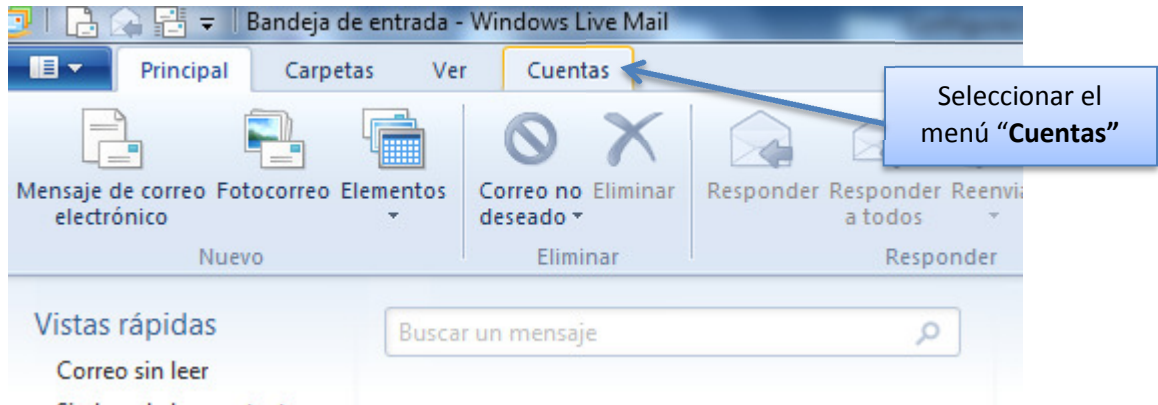 Bandeja de entrada - Windows Live Mail
Principal Carpetas Ver Cuentas
Seleccionar el
menú “Cuentas”
Mensaje de correo Fotocorreo Elementos Correo no Eliminar Responder Responder
electrónico deseado a todos
Nuevo Eliminar Responder
Vistas rápidas
Buscar un mensaje
Correo sin leer